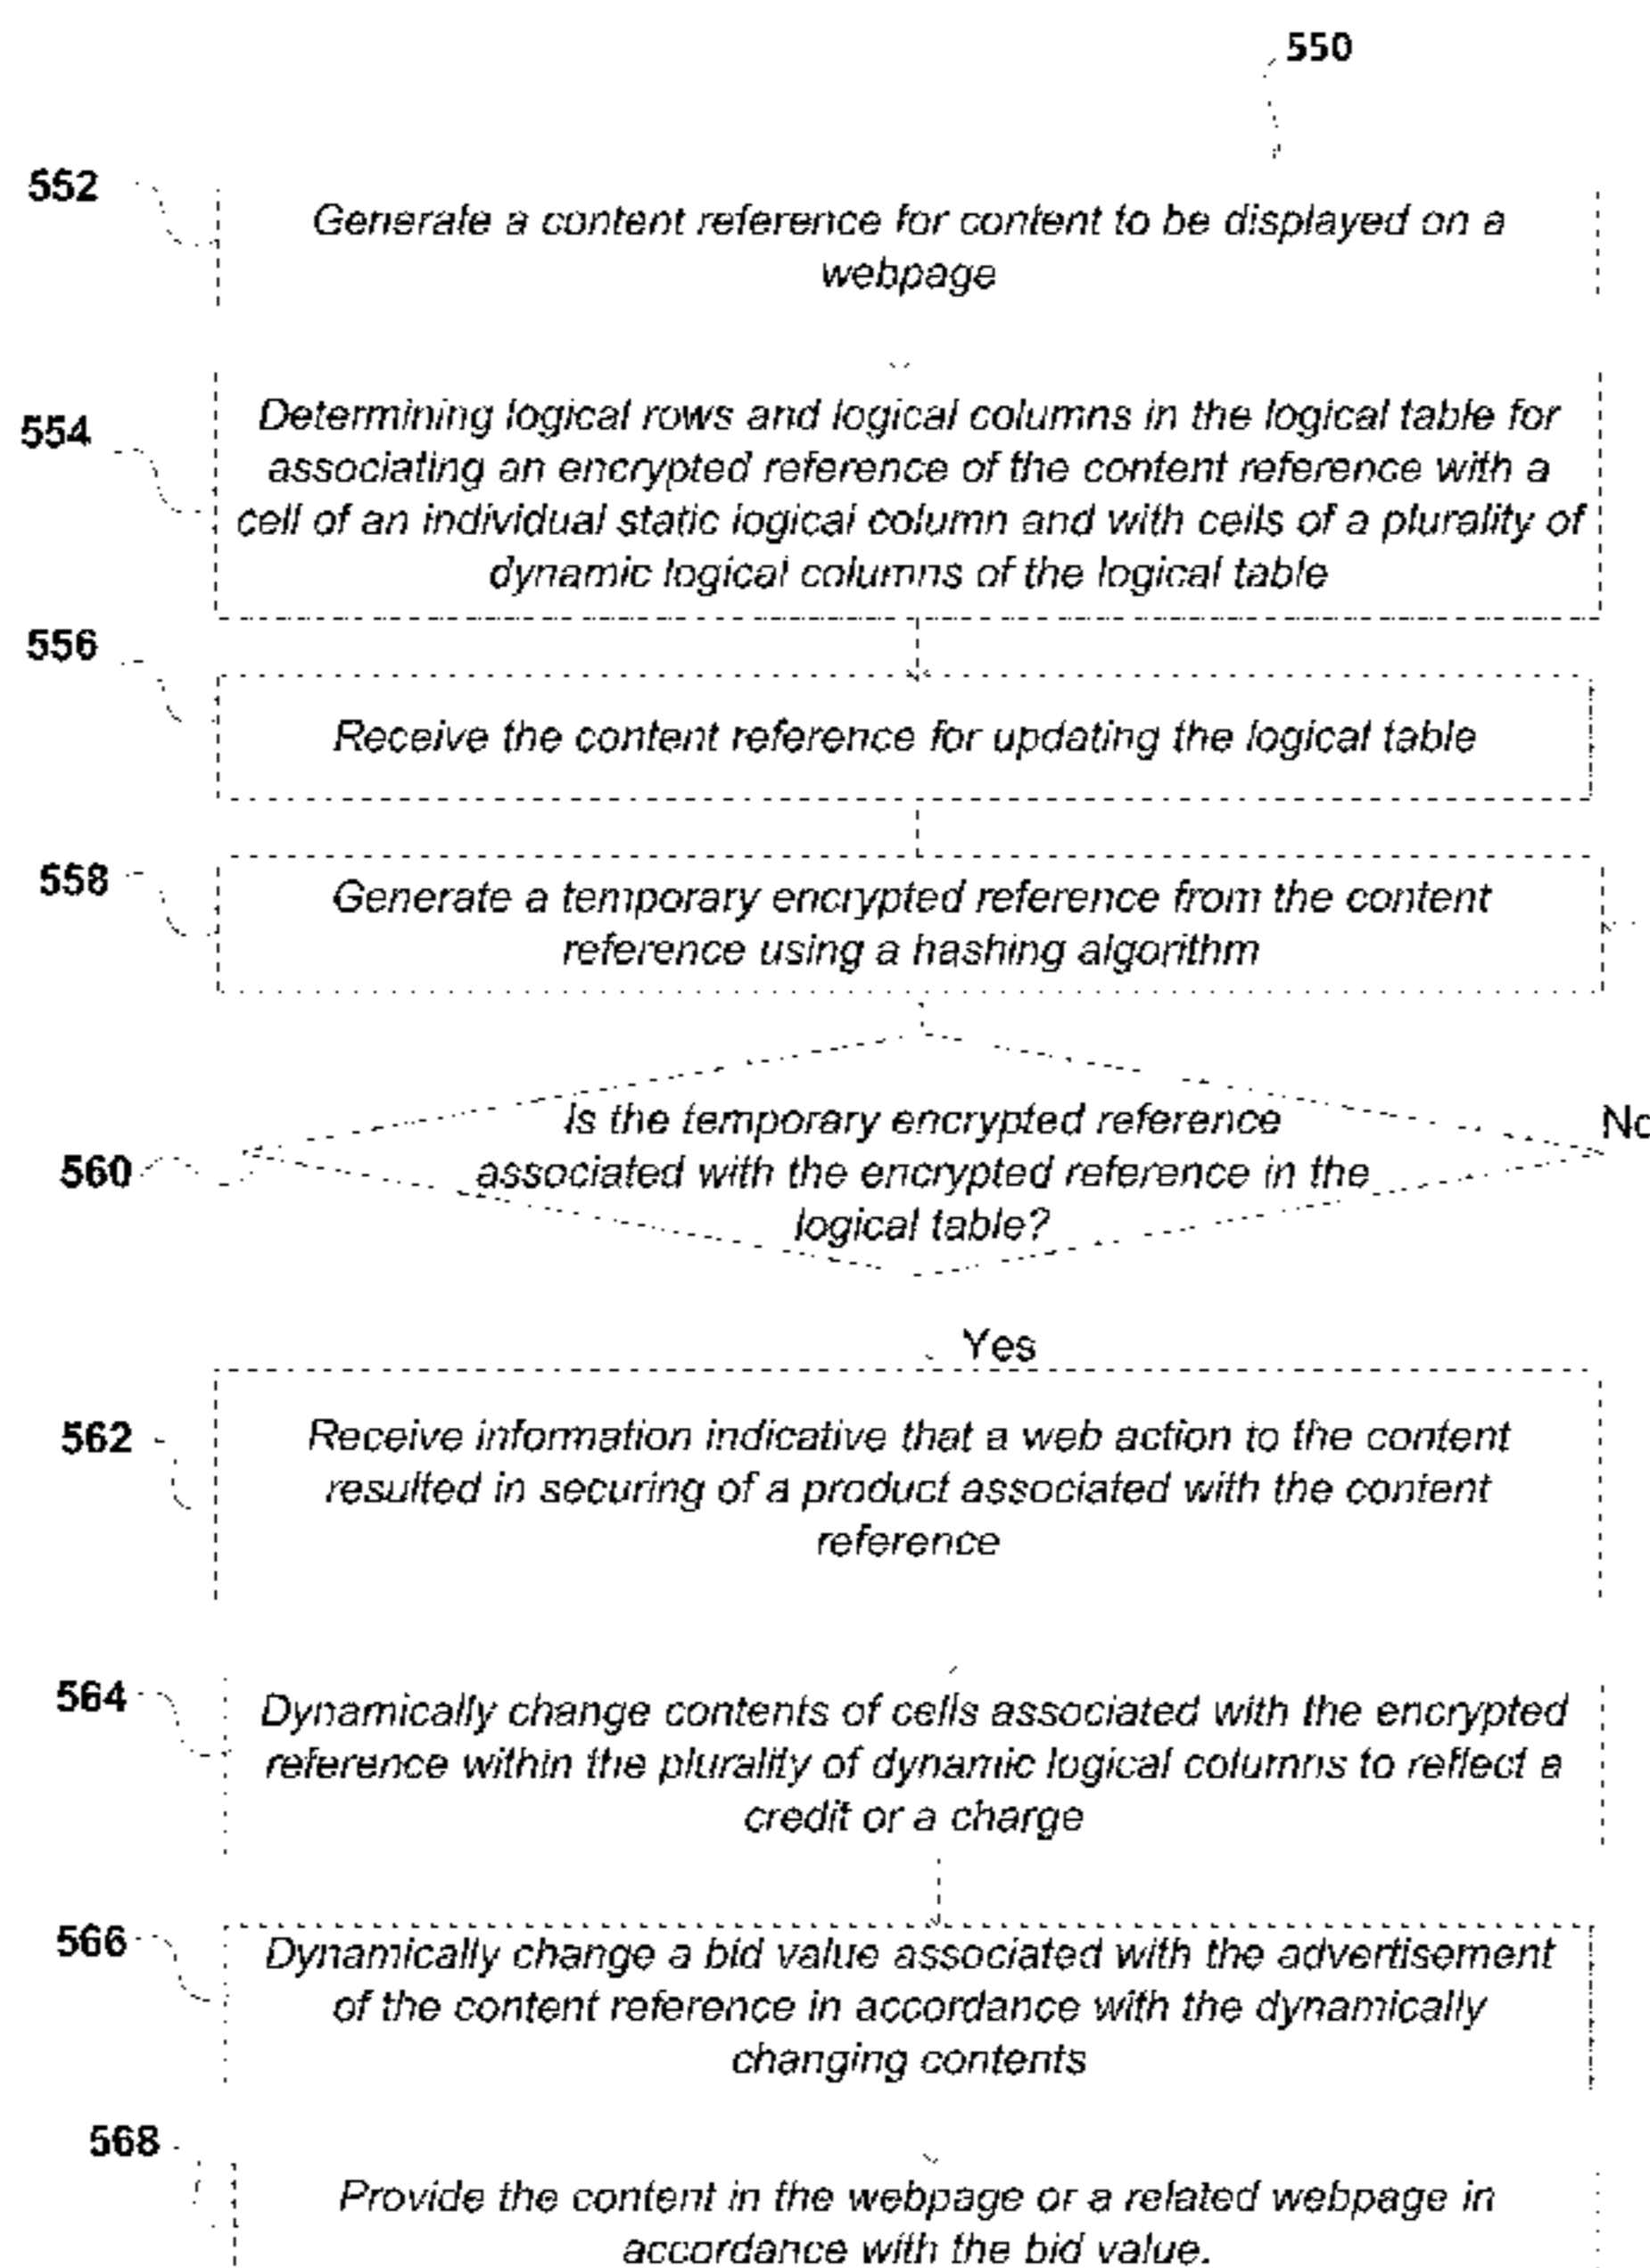 550
552
Generate a content reference for content to be displayed on a
webpage
554
Determining logical rows and logical columns in the logical table for
associating an encrypted reference of the content reference with a
cell of an individual static logical column and with cells of a plurality of
dynamic logical columns of the logical table
556
Receive the content reference for updating the logical table
558
Generate a temporary encrypted reference from the content
reference using a hashing algorithm
Is the temporary encrypted reference
associated with the encrypted reference in the
logical table?
No
560
Yes
562
Receive information indicative that a web action to the content
resulted in securing of a product associated with the content
reference
564
Dynamically change contents of cells associated with the encrypted
reference within the plurality of dynamic logical columns to reflect a
credit or a charge
566
Dynamically change a bid value associated with the advertisement
of the content reference in accordance with the dynamically
changing contents
568
Provide the content in the webpage or a related webpage in
accordance with the bid value.